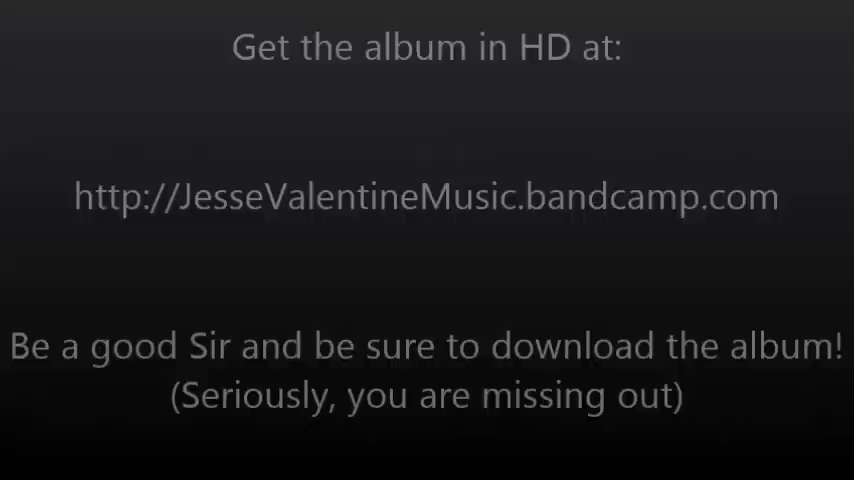 Get the album in HD at:
http://JesseValentineMusic.bandcamp.com
Be a good Sir and be sure to download the album!
(Seriously, you are missing out)